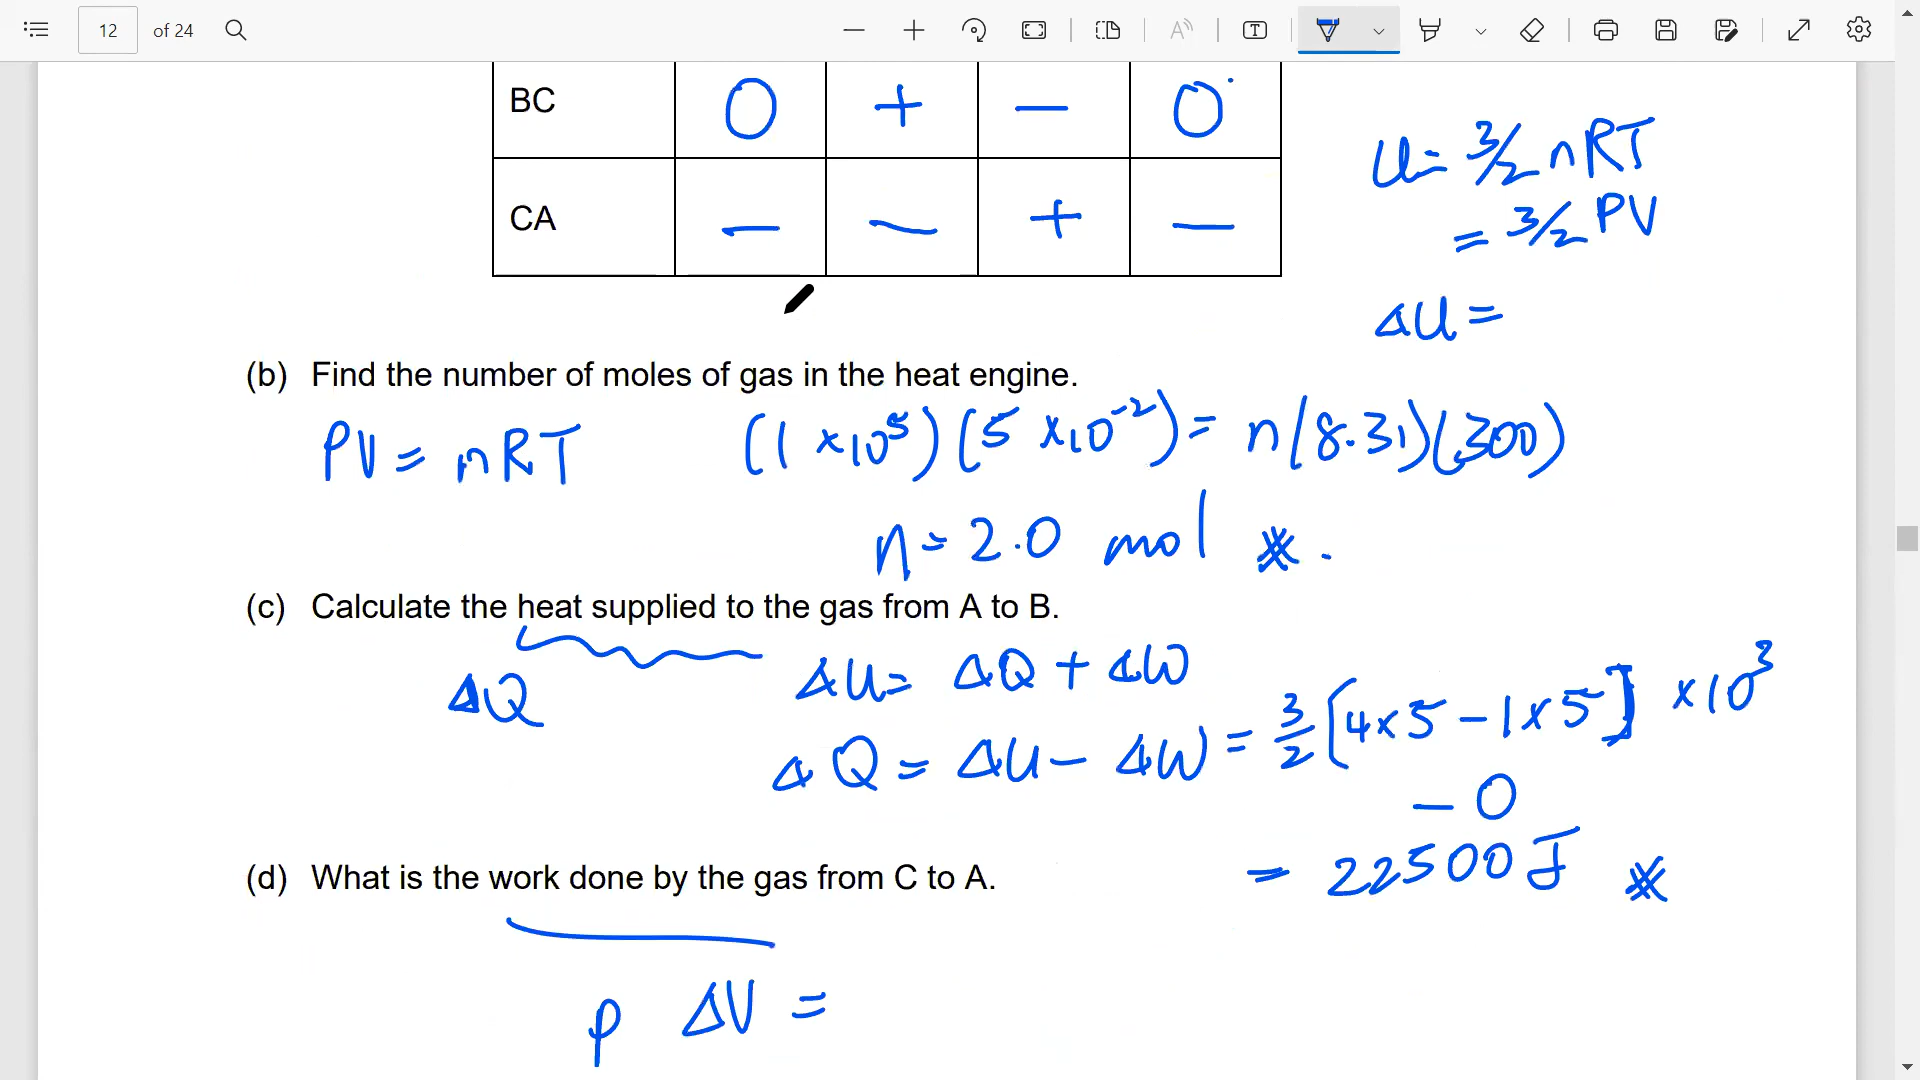 12 of 24
BC 0 + − 0
U = 3/2 nRT
= 3/2 PV
CA − − + −
ΔU =
(b) Find the number of moles of gas in the heat engine.
PV = nRT (1 × 10⁵)(5 × 10⁻²) = n(8.31)(300)
n = 2.0 mol
(c) Calculate the heat supplied to the gas from A to B.
ΔQ ΔU = ΔQ + ΔW
ΔQ = ΔU − ΔW = 3/2 [4×5 − 1×5] × 10³
− 0
= 22500 J
(d) What is the work done by the gas from C to A.
p ΔV =